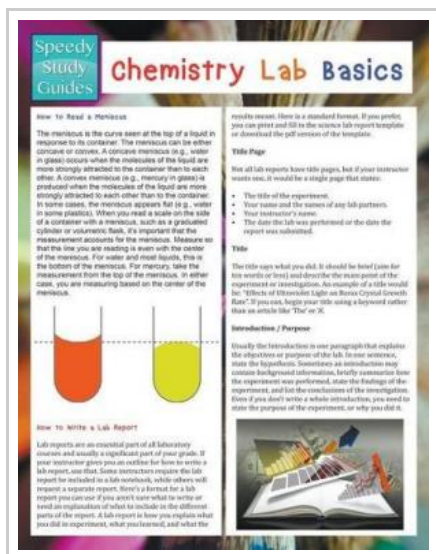 Speedy
Study
Guides
Chemistry Lab Basics
How to Read a Meniscus
The meniscus is the curve seen at the top of a liquid in
response to its container. The meniscus can be either
concave or convex. A concave meniscus (e.g., water
in glass) occurs when the molecules of the liquid are
more strongly attracted to the container than to each
other. A convex meniscus (e.g., mercury in glass) is
produced when the molecules of the liquid are more
strongly attracted to each other than to the container.
In some cases, the meniscus appears flat (e.g., water
in some plastics). When you read a scale on the side
of a container with a meniscus, such as a graduated
cylinder or volumetric flask, it's important that the
measurement accounts for the meniscus. Measure so
that the line you are reading is even with the center
of the meniscus. For water and most liquids, this is
the bottom of the meniscus. For mercury, take the
measurement from the top of the meniscus. In either
case, you are measuring based on the center of the
meniscus.
How to Write a Lab Report
Lab reports are an essential part of all laboratory
courses and usually a significant part of your grade. If
your instructor gives you an outline for how to write a
lab report, use that. Some instructors require the lab
report be included in a lab notebook, while others will
request a separate report. Here's a format for a lab
report you can use if you aren't sure what to write or
need an explanation of what to include in the different
parts of the report. A lab report is how you explain what
you did in experiment, what you learned, and what the
results meant. Here is a standard format. If you prefer,
you can print and fill in the science lab report template
or download the pdf version of the template.
Title Page
Not all lab reports have title pages, but if your instructor
wants one, it would be a single page that states:
• The title of the experiment.
• Your name and the names of any lab partners.
• Your instructor's name.
• The date the lab was performed or the date the
report was submitted.
Title
The title says what you did. It should be brief (aim for
ten words or less) and describe the main point of the
experiment or investigation. An example of a title would
be: "Effects of Ultraviolet Light on Borax Crystal Growth
Rate". If you can, begin your title using a keyword rather
than an article like 'The' or 'A'.
Introduction / Purpose
Usually the Introduction is one paragraph that explains
the objectives or purpose of the lab. In one sentence,
state the hypothesis. Sometimes an introduction may
contain background information, briefly summarize how
the experiment was performed, state the findings of the
experiment, and list the conclusions of the investigation.
Even if you don't write a whole introduction, you need to
state the purpose of the experiment, or why you did it.